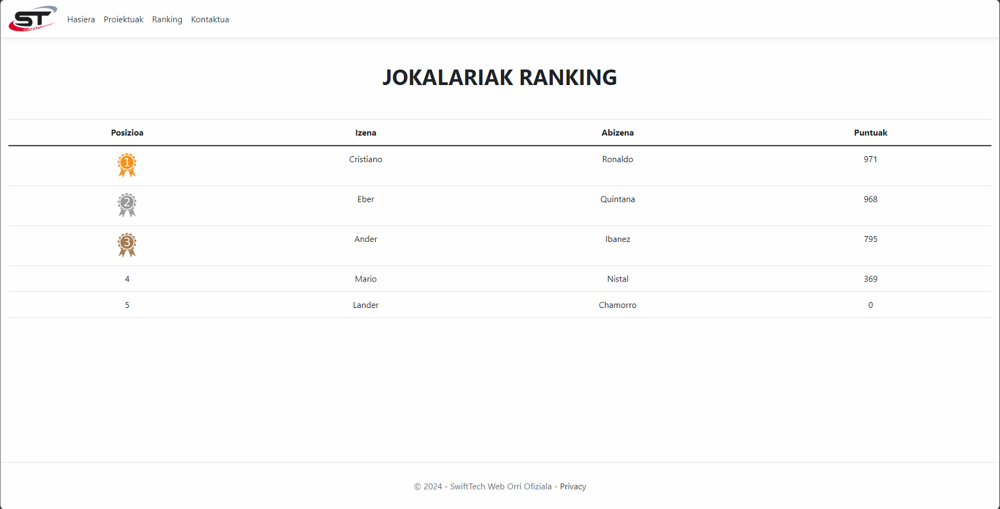 ST
Hasiera Proiektuak Ranking Kontaktua
JOKALARIAK RANKING
Posizioa Izena Abizena Puntuak
1 Cristiano Ronaldo 971
2 Eber Quintana 968
3 Ander Ibanez 795
4 Mario Nistal 369
5 Lander Chamorro 0
© 2024 - SwiftTech Web Orri Ofiziala - Privacy